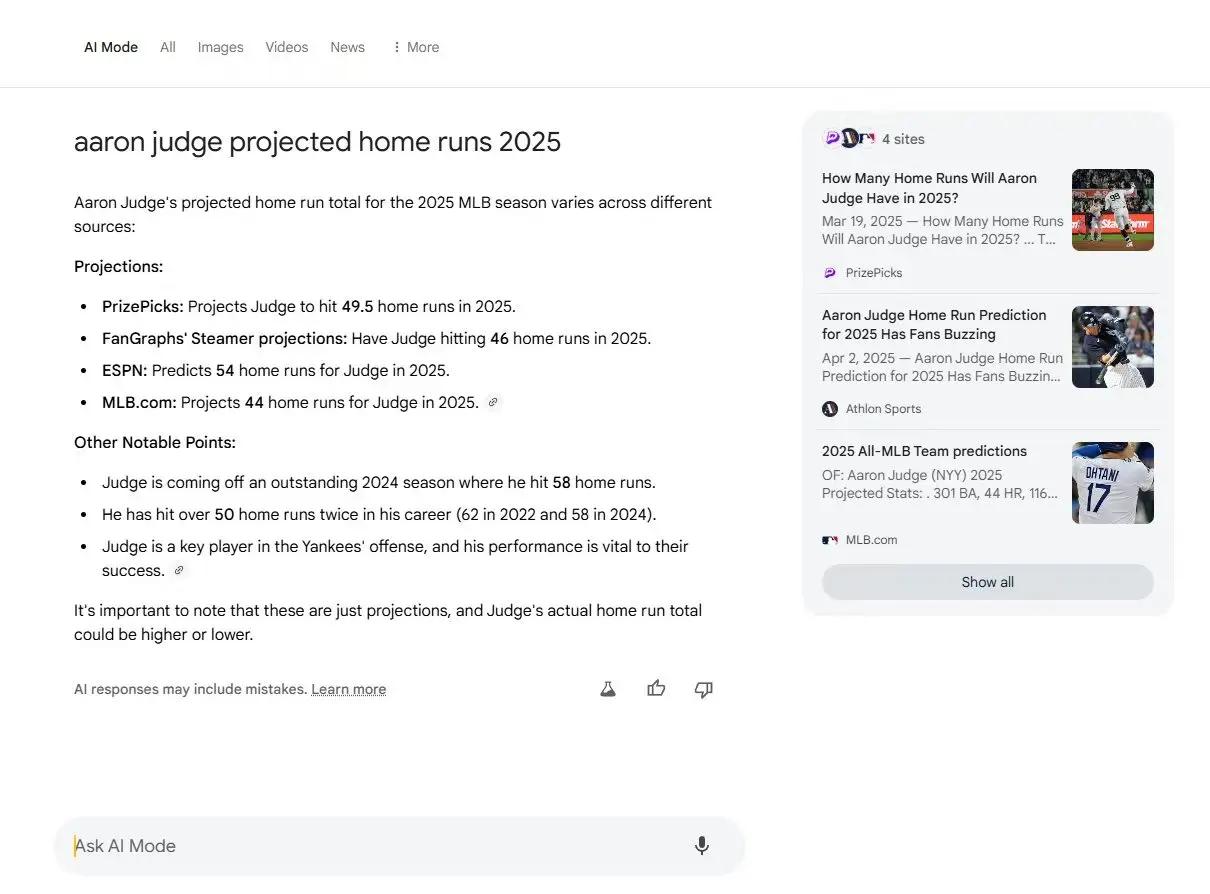 AI Mode All Images Videos News More
aaron judge projected home runs 2025
Aaron Judge's projected home run total for the 2025 MLB season varies across different
sources:
Projections:
• PrizePicks: Projects Judge to hit 49.5 home runs in 2025.
• FanGraphs' Steamer projections: Have Judge hitting 46 home runs in 2025.
• ESPN: Predicts 54 home runs for Judge in 2025.
• MLB.com: Projects 44 home runs for Judge in 2025.
Other Notable Points:
• Judge is coming off an outstanding 2024 season where he hit 58 home runs.
• He has hit over 50 home runs twice in his career (62 in 2022 and 58 in 2024).
• Judge is a key player in the Yankees' offense, and his performance is vital to their
success.
It's important to note that these are just projections, and Judge's actual home run total
could be higher or lower.
AI responses may include mistakes. Learn more
Ask AI Mode
4 sites
How Many Home Runs Will Aaron
Judge Have in 2025?
Mar 19, 2025 — How Many Home Runs
Will Aaron Judge Have in 2025? ... T...
99
PrizePicks
Aaron Judge Home Run Prediction
for 2025 Has Fans Buzzing
Apr 2, 2025 — Aaron Judge Home Run
Prediction for 2025 Has Fans Buzzin...
Athlon Sports
2025 All-MLB Team predictions
OF: Aaron Judge (NYY) 2025
Projected Stats: . 301 BA, 44 HR, 116...
OHTANI
17
MLB.com
Show all